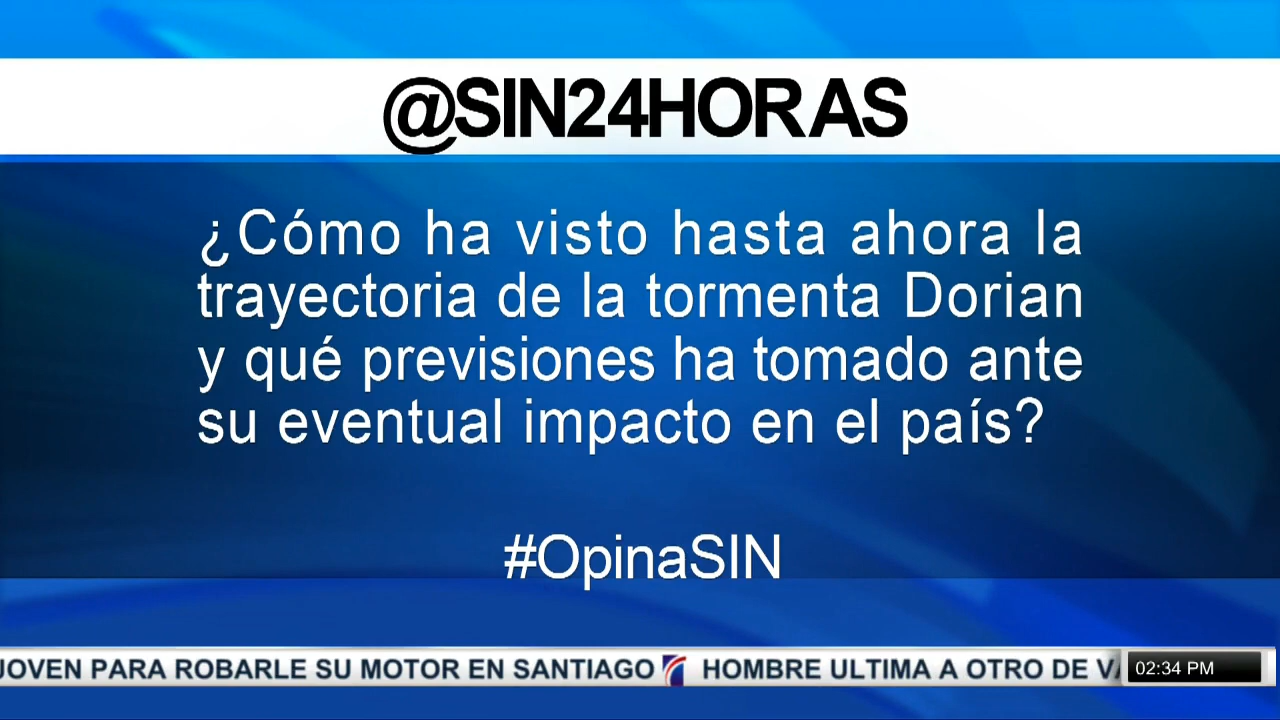 @SIN24HORAS
¿Cómo ha visto hasta ahora la
trayectoria de la tormenta Dorian
y qué previsiones ha tomado ante
su eventual impacto en el país?
#OpinaSIN
JOVEN PARA ROBARLE SU MOTOR EN SANTIAGO HOMBRE ULTIMA A OTRO DE
02:34 PM